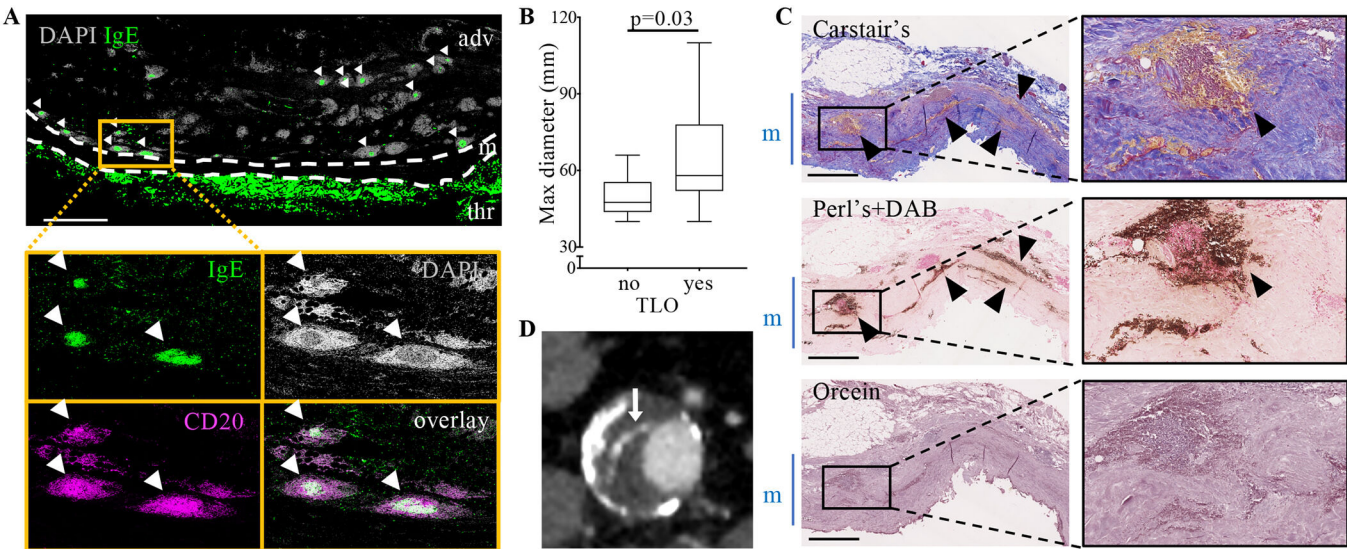 A
DAPI IgE
adv
m
thr
IgE
DAPI
CD20
overlay
B
p=0.03
Max diameter (mm)
120
90
60
30
0
no
yes
TLO
D
C
Carstair's
m
Perl's+DAB
m
Orcein
m